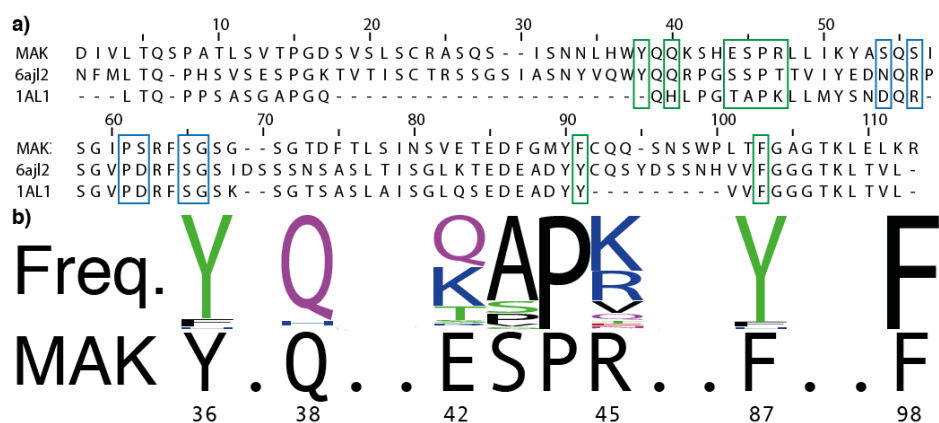 a)
10 20 30 40 50
MAK D I V L T Q S P A T L S V T P G D S V S L S C R A S Q S - - I S N N L H W Y Q Q K S H E S P R L L I K Y A S Q S I
6ajl2 N F M L T Q - P H S V S E S P G K T V T I S C T R S S G S I A S N Y V Q W Y Q Q R P G S S P T T V I Y E D N Q R P
1AL1 - - - L T Q - P P S A S G A P G Q - - - - - - - - - - - - - - - - - - - - - Q H L P G T A P K L L M Y S N D Q R -
60 70 80 90 100 110
MAK: S G I P S R F S G S G - - S G T D F T L S I N S V E T E D F G M Y F C Q Q - S N S W P L T F G A G T K L E L K R
6ajl2 S G V P D R F S G S I D S S S N S A S L T I S G L K T E D E A D Y Y C Q S Y D S S N H V V F G G G T K L T V L -
1AL1 S G V P D R F S G S K - - S G T S A S L A I S G L Q S E D E A D Y Y - - - - - - - - - V V F G G G T K L T V L -
b)
Freq. Y Q Q K T A S P V P K R V Q Y F
MAK Y . Q . . E S P R . . F . . F
36 38 42 45 87 98